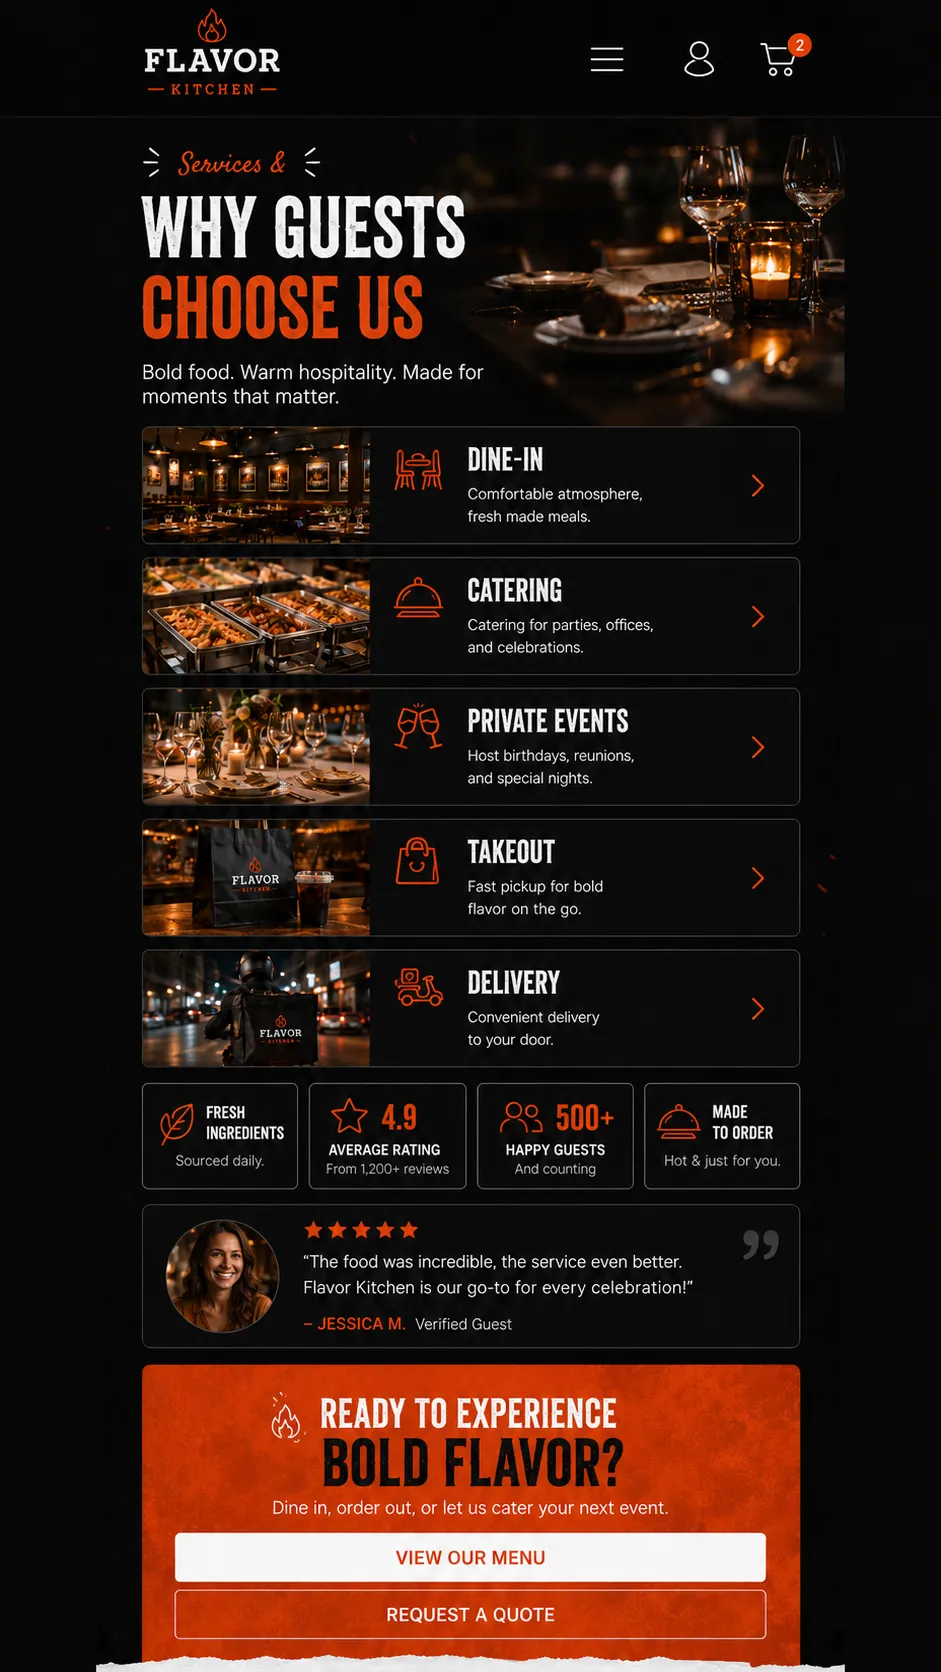 FLAVOR
KITCHEN
2
Services &
WHY GUESTS
CHOOSE US
Bold food. Warm hospitality. Made for
moments that matter.
DINE-IN
Comfortable atmosphere,
fresh made meals.
CATERING
Catering for parties, offices,
and celebrations.
PRIVATE EVENTS
Host birthdays, reunions,
and special nights.
FLAVOR
KITCHEN
TAKEOUT
Fast pickup for bold
flavor on the go.
FLAVOR
KITCHEN
DELIVERY
Convenient delivery
to your door.
FRESH
INGREDIENTS
Sourced daily.
4.9
AVERAGE RATING
From 1,200+ reviews
500+
HAPPY GUESTS
And counting
MADE
TO ORDER
Hot & just for you.
“The food was incredible, the service even better.
Flavor Kitchen is our go-to for every celebration!”
– JESSICA M. Verified Guest
READY TO EXPERIENCE
BOLD FLAVOR?
Dine in, order out, or let us cater your next event.
VIEW OUR MENU
REQUEST A QUOTE